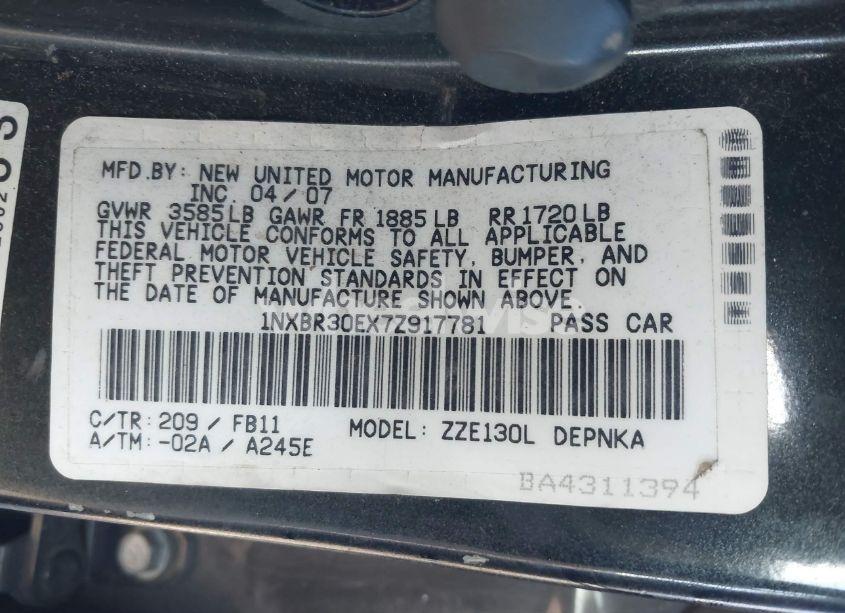 MFD.BY: NEW UNITED MOTOR MANUFACTURING
INC. 04/07
GVWR 3585LB GAWR FR 1885LB RR1720LB
THIS VEHICLE CONFORMS TO ALL APPLICABLE
FEDERAL MOTOR VEHICLE SAFETY, BUMPER, AND
THEFT PREVENTION STANDARDS IN EFFECT ON
THE DATE OF MANUFACTURE SHOWN ABOVE.
1NXBR30EX7Z917781 PASS CAR
C/TR: 209 / FB11
A/TM: -02A / A245E
MODEL: ZZE130L DEPNKA
BA4311394